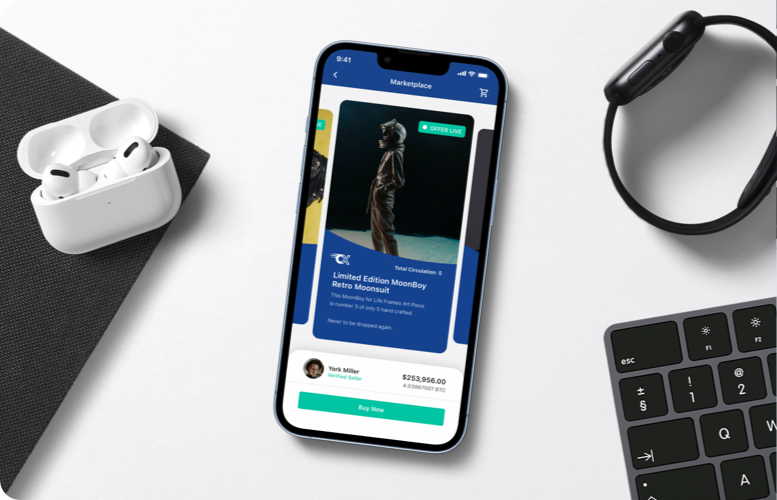 9:41
Marketplace
OFFER LIVE
CX
Total Circulation: 5
Limited Edition MoonBoy
Retro Moonsuit
This MoonBoy for Life Frames Art Piece
is number 3 of only 5 hand crafted.
Never to be dropped again.
York Miller
Verified Seller
$253,956.00
4.03967007 BTC
Buy Now
esc
F1
F2
±
§
!
1
@
2
Q
W
A